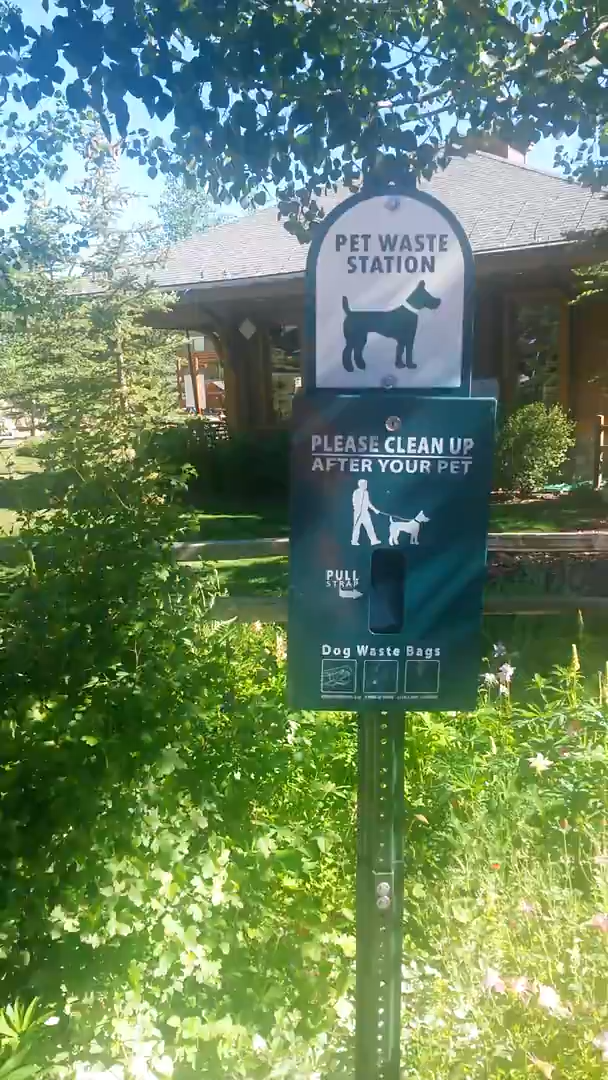 PET WASTE
STATION
PLEASE CLEAN UP
AFTER YOUR PET
PULL
STRAP
Dog Waste Bags